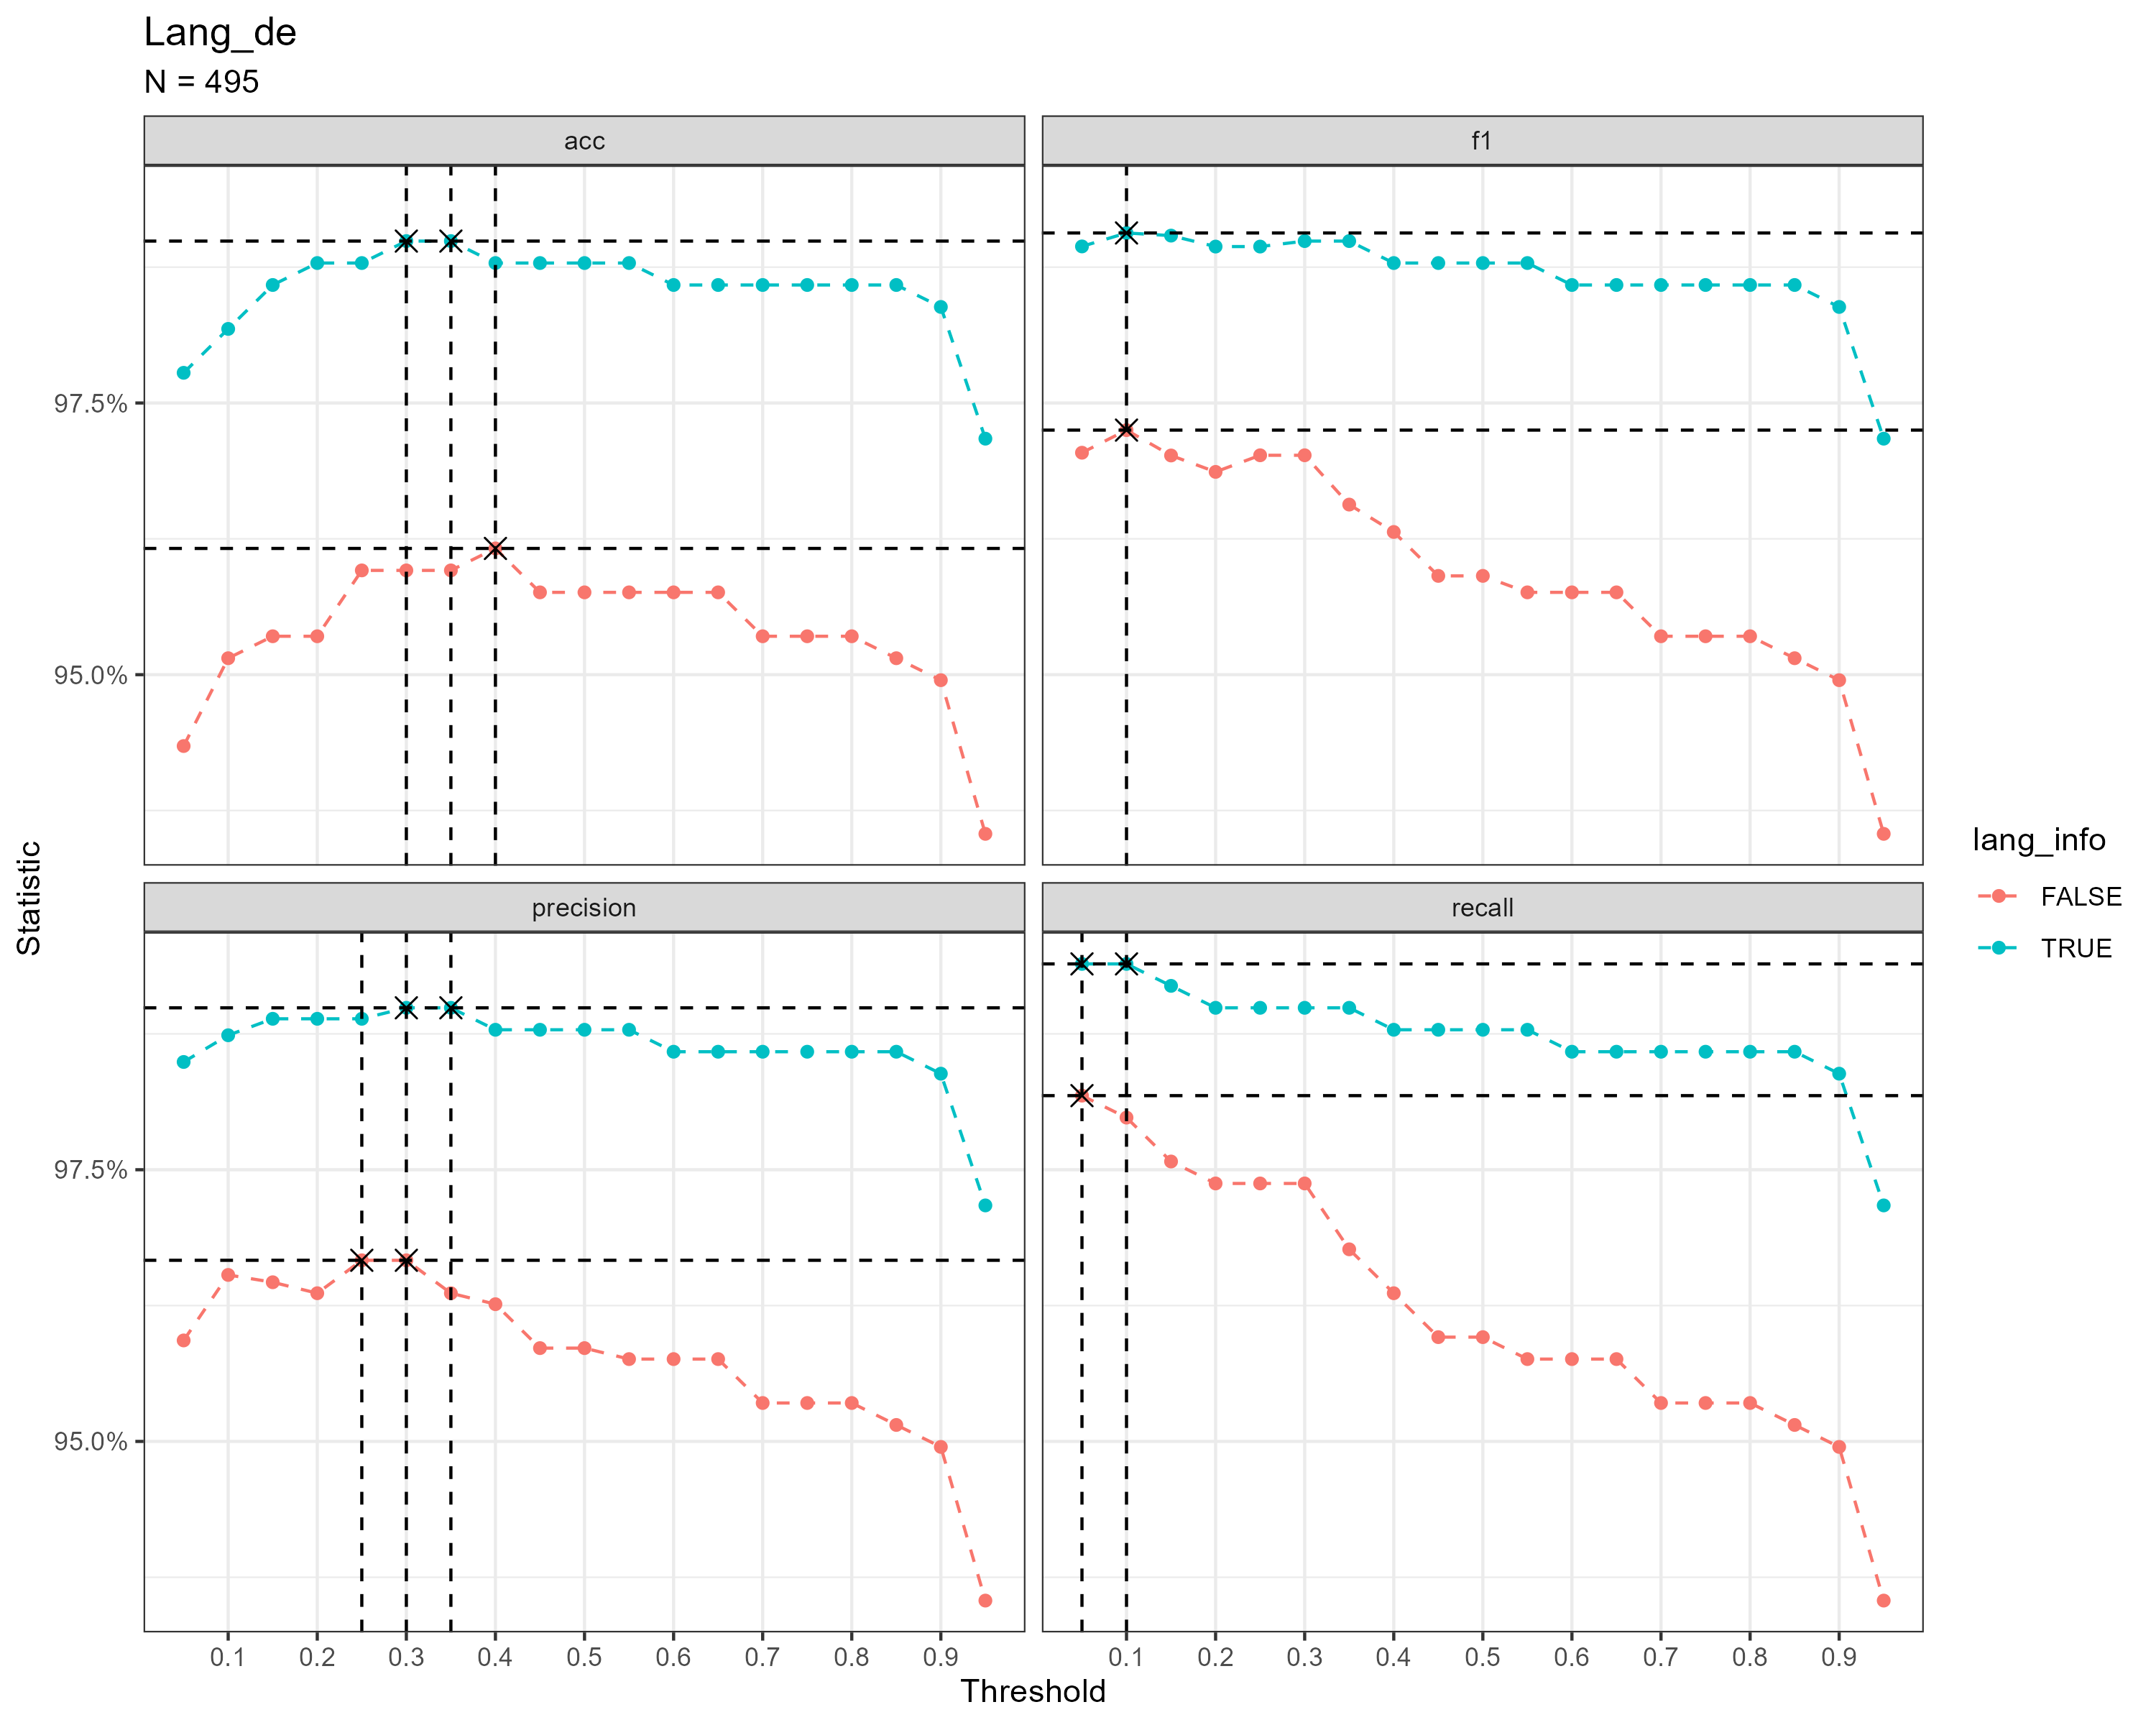 Lang_de
N = 495
acc
f1
97.5%
95.0%
precision
recall
97.5%
95.0%
0.1 0.2 0.3 0.4 0.5 0.6 0.7 0.8 0.9
0.1 0.2 0.3 0.4 0.5 0.6 0.7 0.8 0.9
Threshold
Statistic
lang_info
FALSE
TRUE